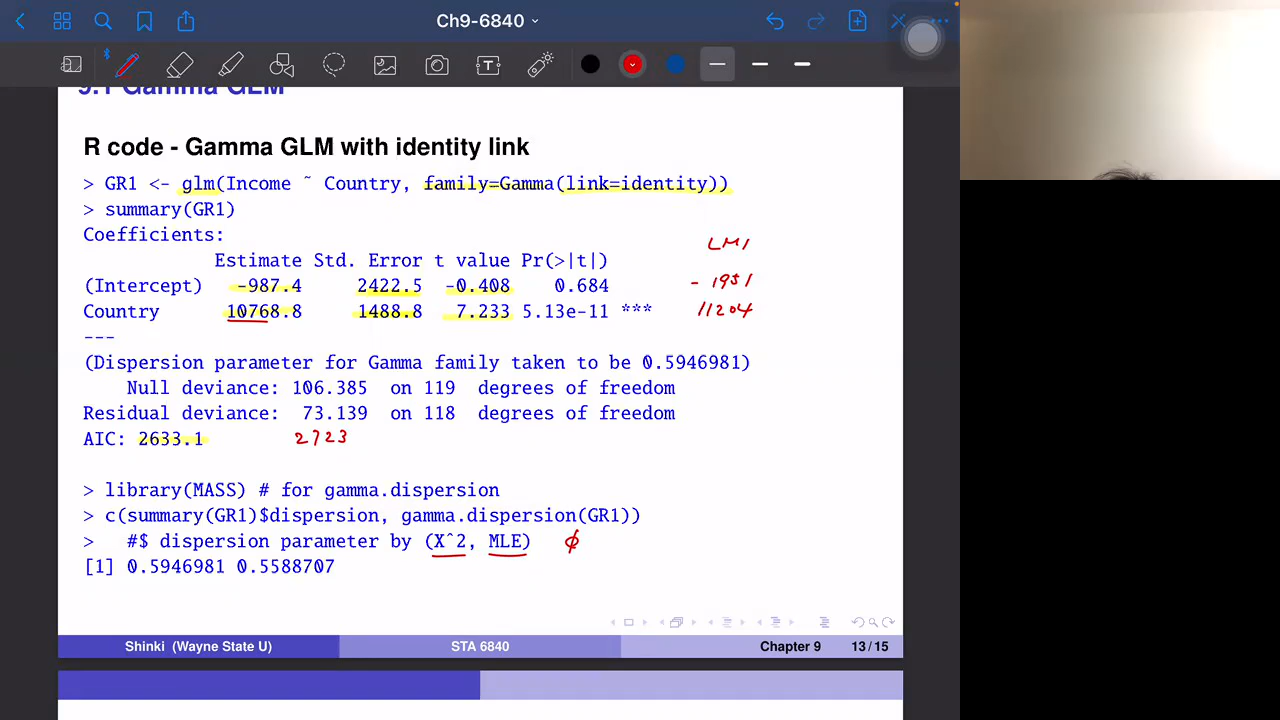 Ch9-6840
9.1 Gamma GLM
R code - Gamma GLM with identity link
> GR1 <- glm(Income ~ Country, family=Gamma(link=identity))
> summary(GR1)
Coefficients:
LM1
Estimate Std. Error t value Pr(>|t|)
(Intercept) -987.4 2422.5 -0.408 0.684 - 1951
Country 10768.8 1488.8 7.233 5.13e-11 *** 11204
---
(Dispersion parameter for Gamma family taken to be 0.5946981)
Null deviance: 106.385 on 119 degrees of freedom
Residual deviance: 73.139 on 118 degrees of freedom
AIC: 2633.1 2723
> library(MASS) # for gamma.dispersion
> c(summary(GR1)$dispersion, gamma.dispersion(GR1))
> #$ dispersion parameter by (X^2, MLE) ϕ
[1] 0.5946981 0.5588707
Shinki (Wayne State U) STA 6840 Chapter 9 13/15